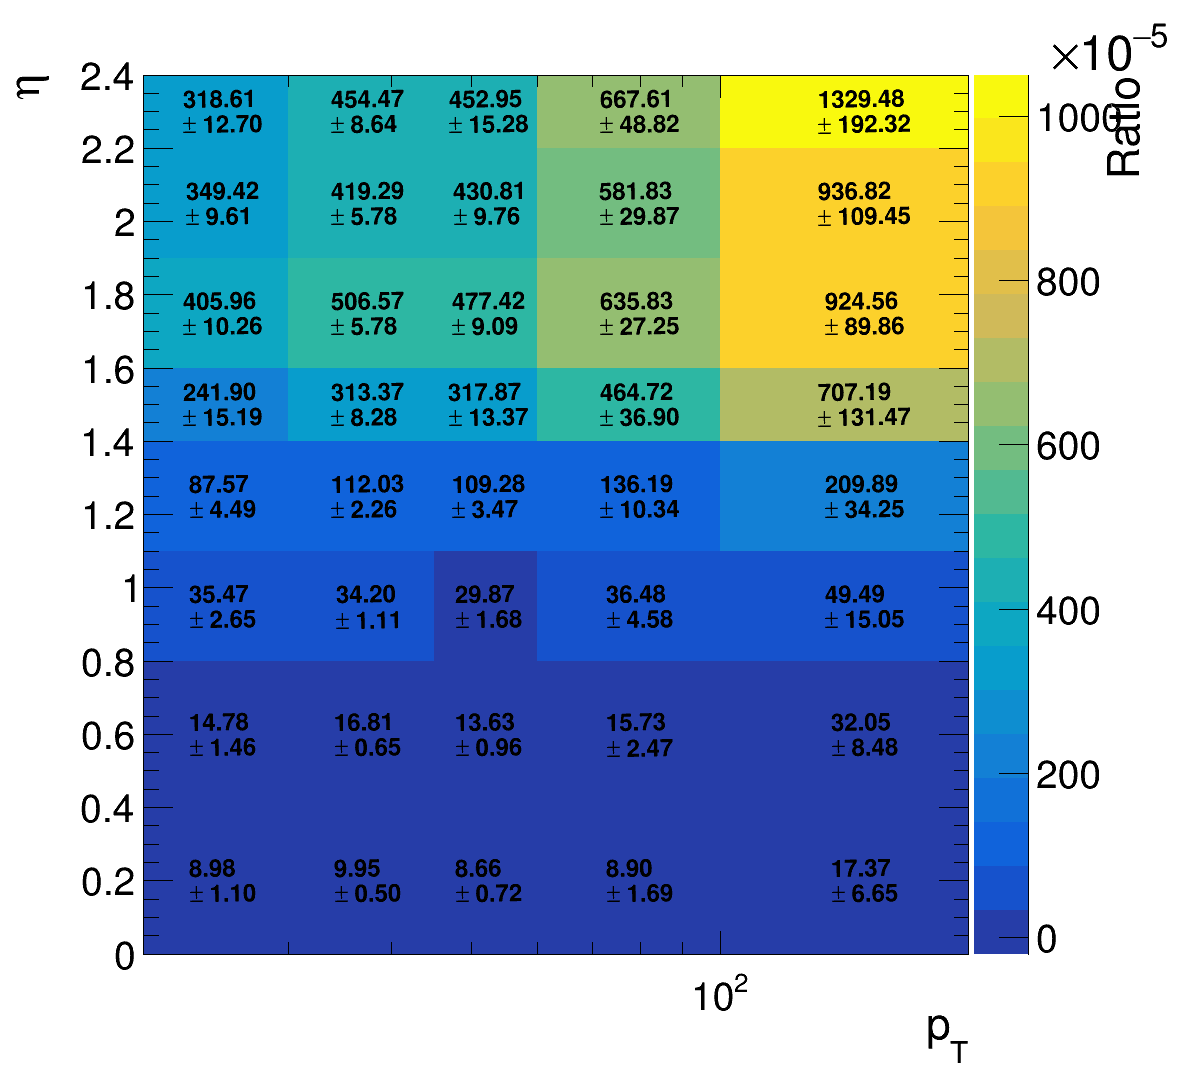 ×10⁻⁵
η
Ratio
2.4
2.2
2
1.8
1.6
1.4
1.2
1
0.8
0.6
0.4
0.2
0
318.61 454.47 452.95 667.61 1329.48
± 12.70 ± 8.64 ± 15.28 ± 48.82 ± 192.32
349.42 419.29 430.81 581.83 936.82
± 9.61 ± 5.78 ± 9.76 ± 29.87 ± 109.45
405.96 506.57 477.42 635.83 924.56
± 10.26 ± 5.78 ± 9.09 ± 27.25 ± 89.86
241.90 313.37 317.87 464.72 707.19
± 15.19 ± 8.28 ± 13.37 ± 36.90 ± 131.47
87.57 112.03 109.28 136.19 209.89
± 4.49 ± 2.26 ± 3.47 ± 10.34 ± 34.25
35.47 34.20 29.87 36.48 49.49
± 2.65 ± 1.11 ± 1.68 ± 4.58 ± 15.05
14.78 16.81 13.63 15.73 32.05
± 1.46 ± 0.65 ± 0.96 ± 2.47 ± 8.48
8.98 9.95 8.66 8.90 17.37
± 1.10 ± 0.50 ± 0.72 ± 1.69 ± 6.65
1000
800
600
400
200
0
10²
p_T